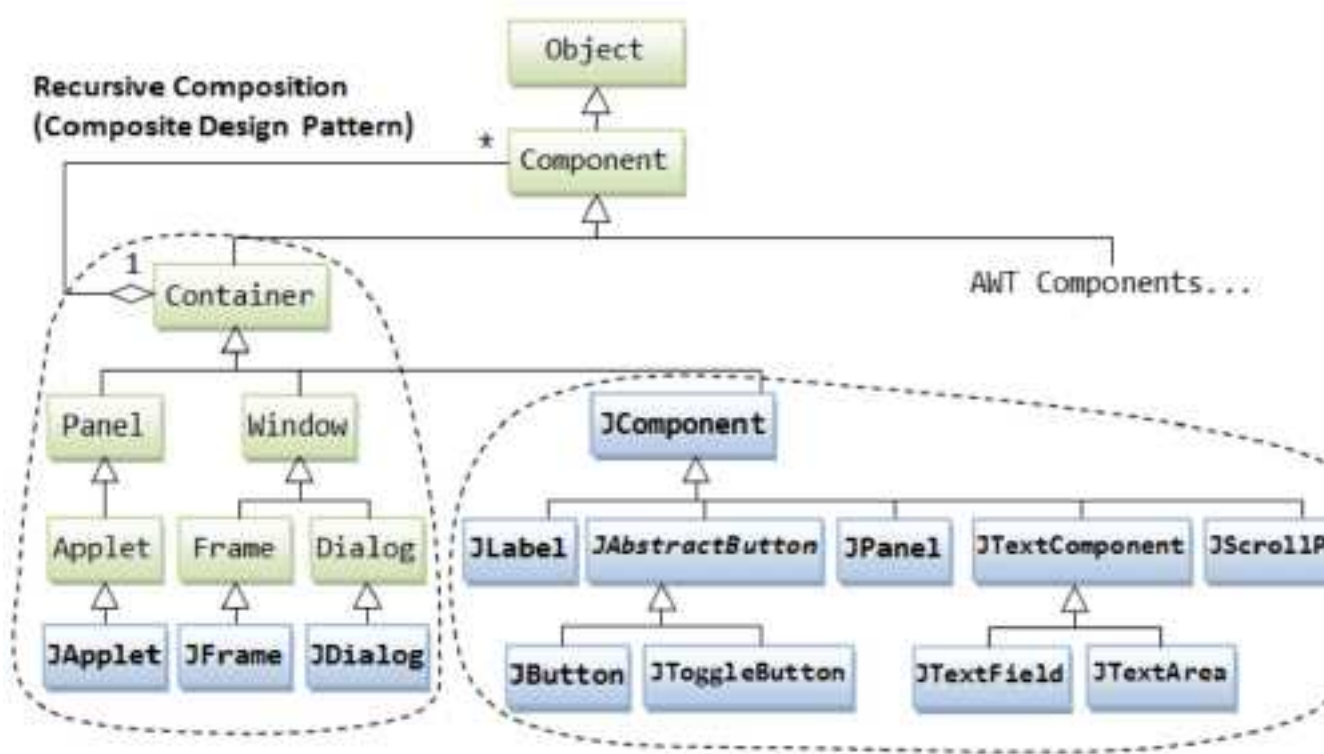 Object
Recursive Composition
(Composite Design Pattern)
*
Component
1
Container
AWT Components...
Panel
Window
JComponent
Applet
Frame
Dialog
JLabel
JAbstractButton
JPanel
JTextComponent
JScrollP
JApplet
JFrame
JDialog
JButton
JToggleButton
JTextField
JTextArea